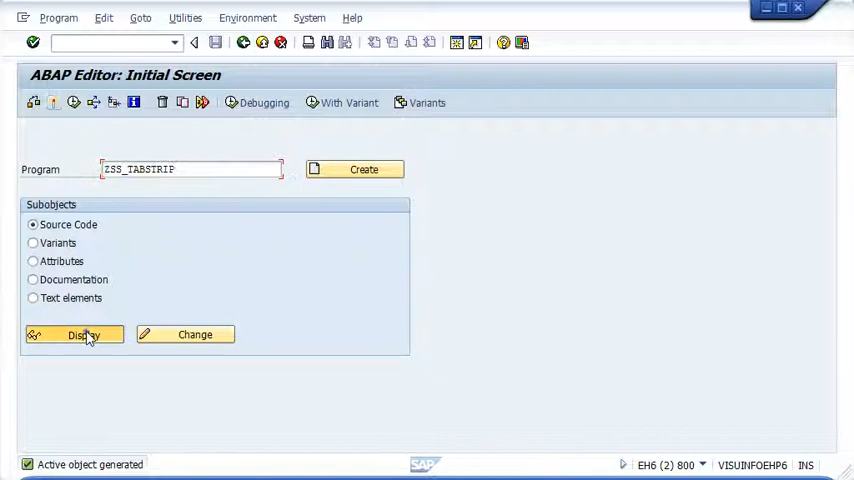 Program Edit Goto Utilities Environment System Help
ABAP Editor: Initial Screen
Debugging With Variant Variants
Program ZSS_TABSTRIP Create
Subobjects
Source Code
Variants
Attributes
Documentation
Text elements
Display Change
Active object generated SAP EH6 (2) 800 VISUINFOEHP6 INS